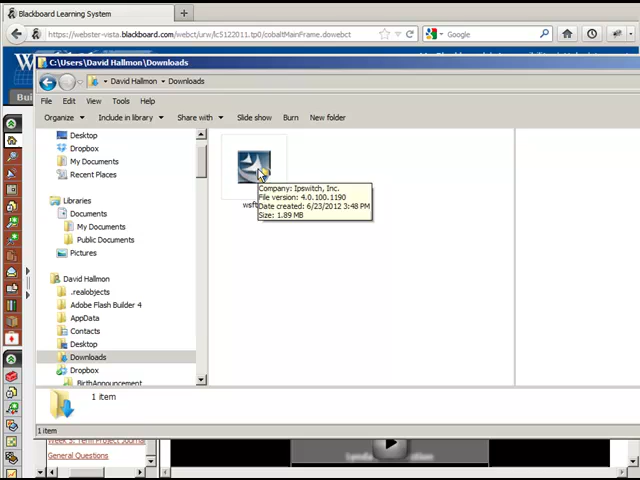 Blackboard Learning System
https://webster-vista.blackboard.com/webct/urw/lc5122011.tp0/cobaltMainFrame.dowebct
Google
C:\Users\David Hallmon\Downloads
David Hallmon
Downloads
File Edit View Tools Help
Organize Include in library Share with Slide show Burn New folder
Desktop
Dropbox
My Documents
Recent Places
Libraries
Documents
My Documents
Public Documents
Pictures
David Hallmon
.realobjects
Adobe Flash Builder 4
AppData
Contacts
Desktop
Downloads
Dropbox
BirthAnnouncement
Company: Ipswitch, Inc.
File version: 4.0.100.1190
Date created: 6/23/2012 3:48 PM
Size: 1.89 MB
1 item
1 item
General Questions